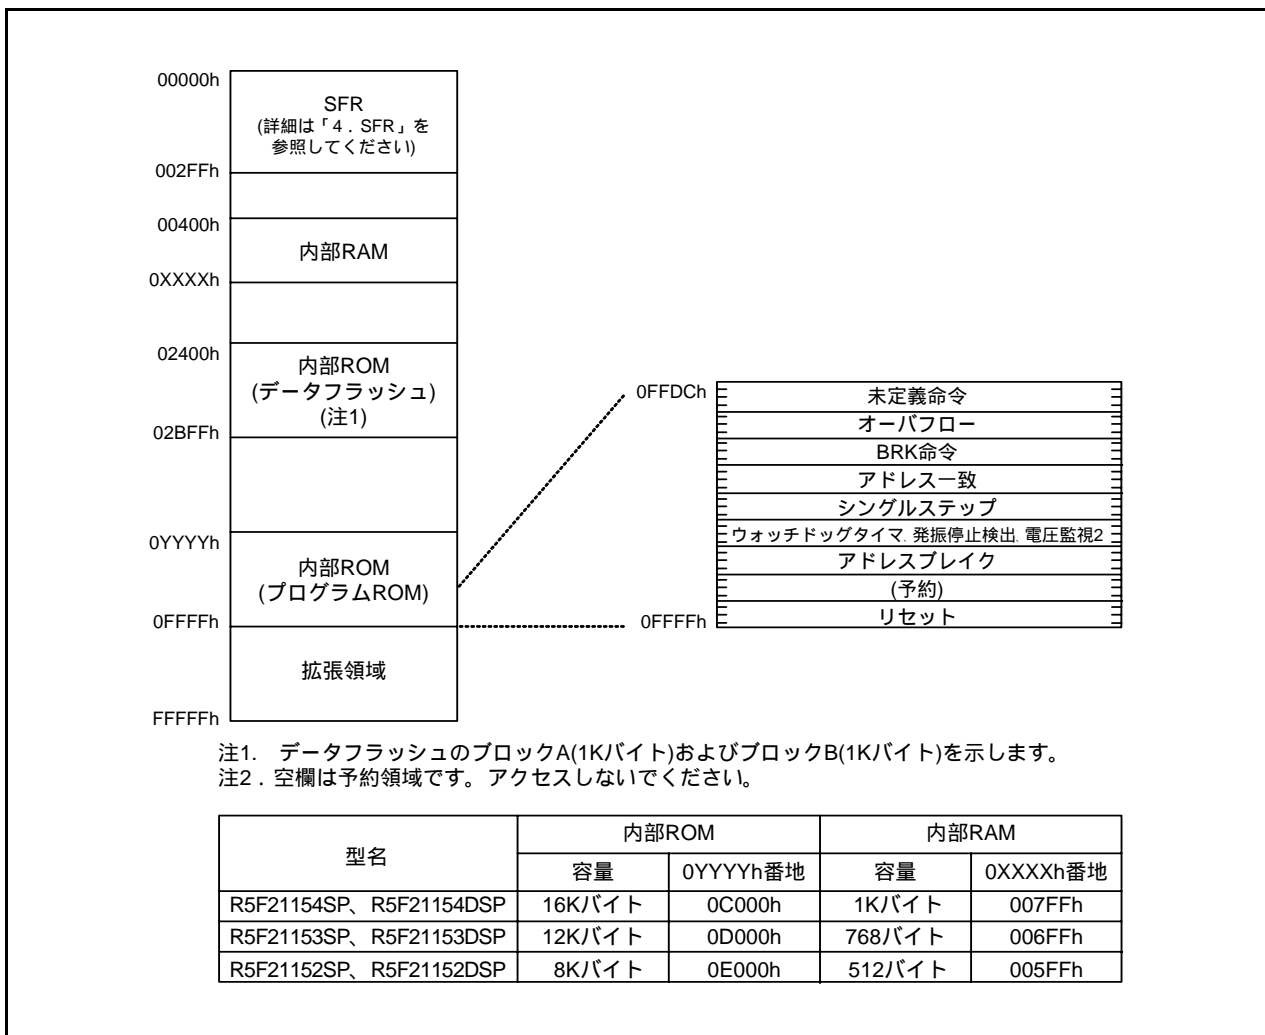 00000h
SFR
(詳細は「4．SFR」を
参照してください)
002FFh
00400h
内部RAM
0XXXXh
02400h
内部ROM
(データフラッシュ)
(注1)
02BFFh
0YYYYh
内部ROM
(プログラムROM)
0FFFFh
拡張領域
FFFFFh
0FFDCh
未定義命令
オーバフロー
BRK命令
アドレス一致
シングルステップ
ウォッチドッグタイマ、発振停止検出、電圧監視2
アドレスブレイク
(予約)
リセット
0FFFFh
注1. データフラッシュのブロックA(1Kバイト)およびブロックB(1Kバイト)を示します。
注2．空欄は予約領域です。アクセスしないでください。
型名 内部ROM 内部RAM
容量 0YYYYh番地 容量 0XXXXh番地
R5F21154SP、R5F21154DSP 16Kバイト 0C000h 1Kバイト 007FFh
R5F21153SP、R5F21153DSP 12Kバイト 0D000h 768バイト 006FFh
R5F21152SP、R5F21152DSP 8Kバイト 0E000h 512バイト 005FFh